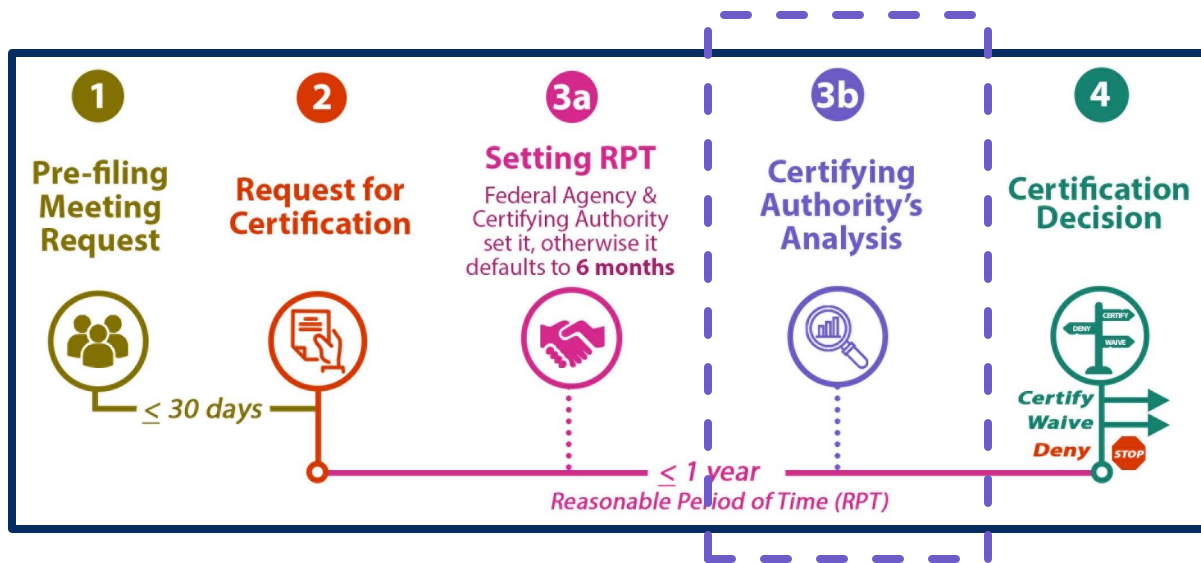 1
Pre-filing
Meeting
Request
≤ 30 days
2
Request for
Certification
3a
Setting RPT
Federal Agency &
Certifying Authority
set it, otherwise it
defaults to 6 months
3b
Certifying
Authority's
Analysis
4
Certification
Decision
CERTIFY
DENY
WAIVE
Certify
Waive
Deny
STOP
≤ 1 year
Reasonable Period of Time (RPT)